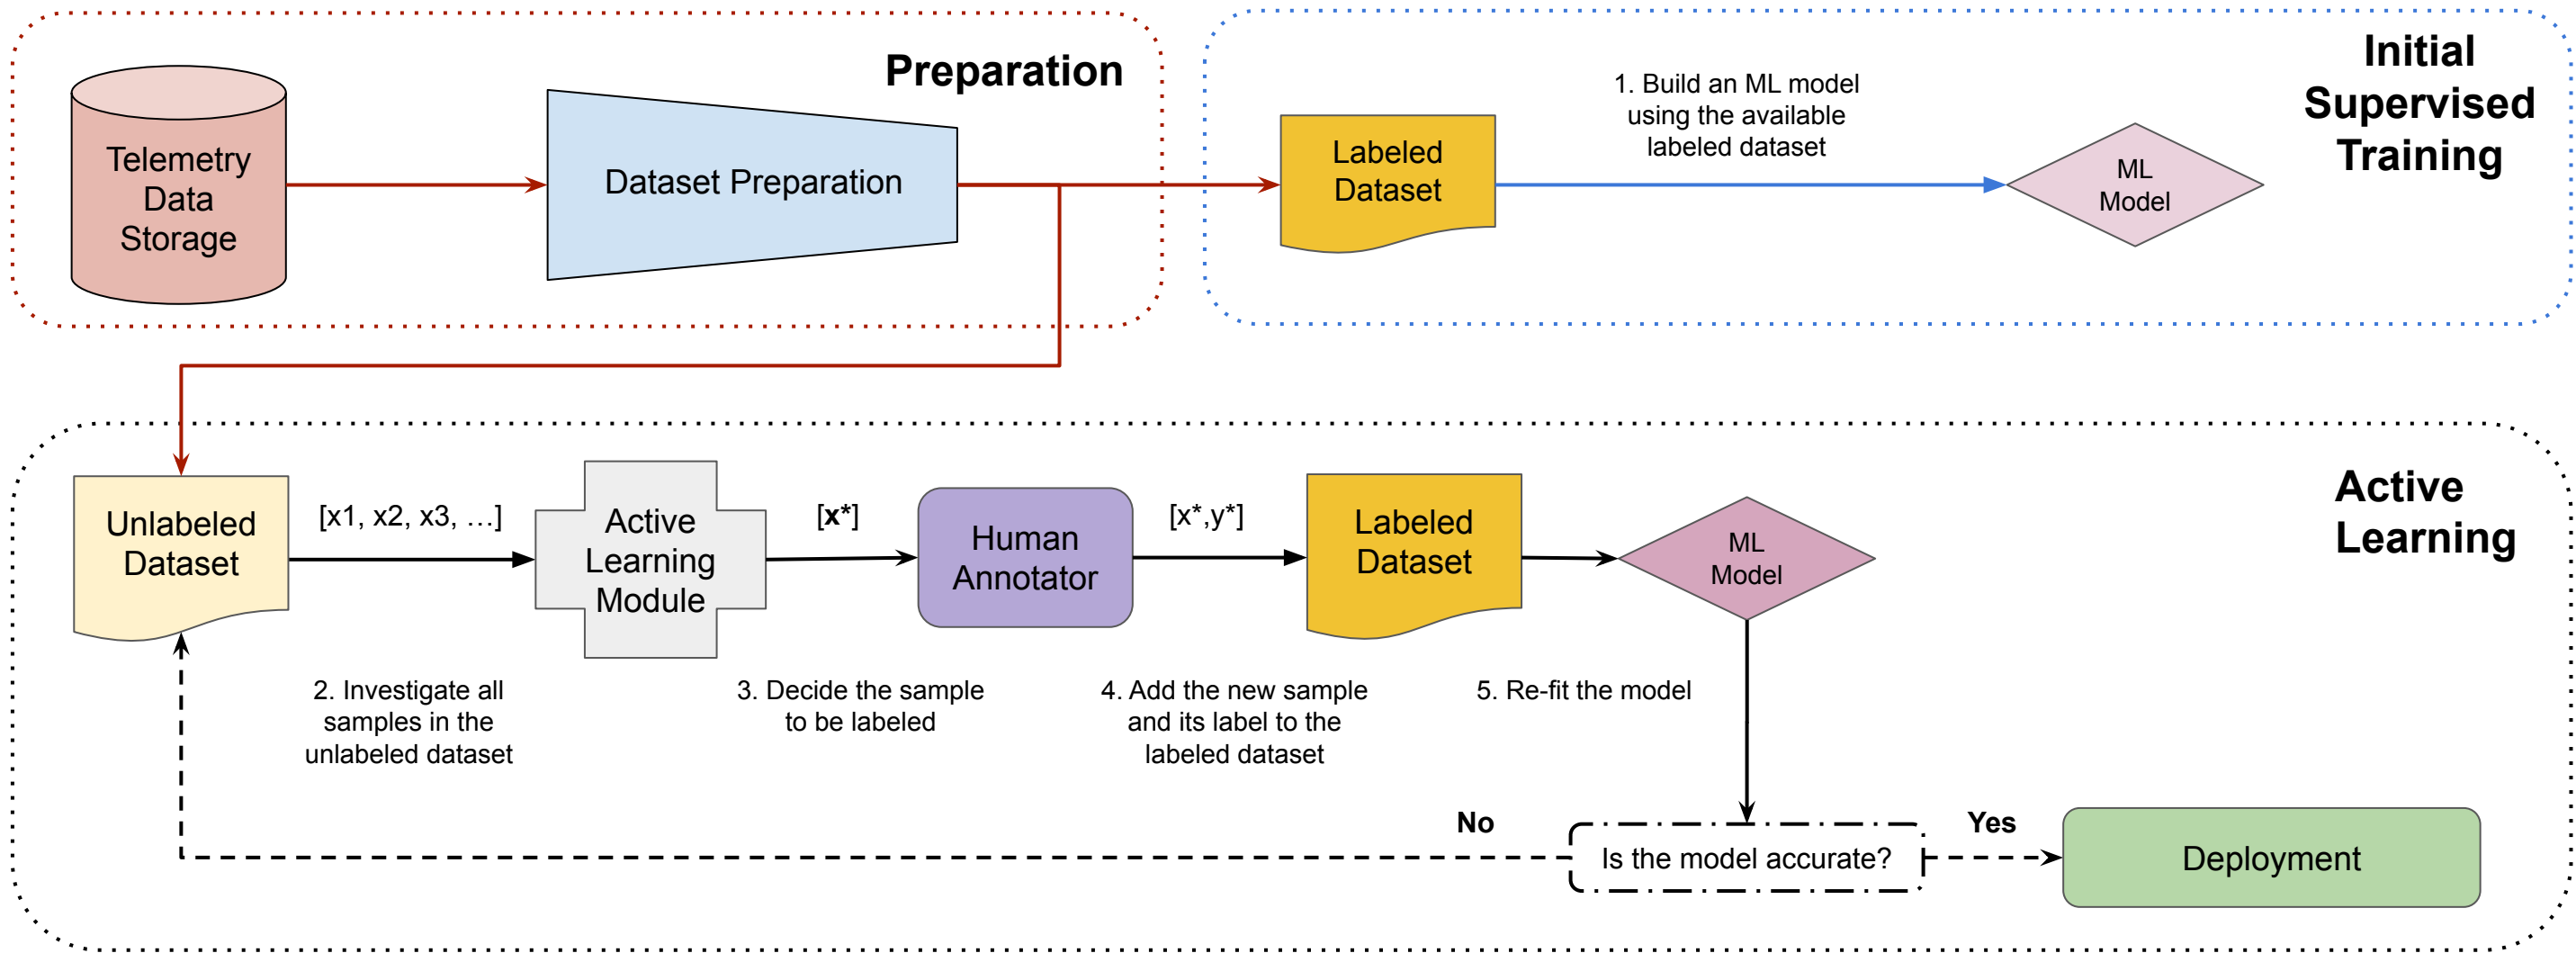 Preparation
Telemetry
Data
Storage
Dataset Preparation
Initial
Supervised
Training
1. Build an ML model
using the available
labeled dataset
Labeled
Dataset
ML
Model
Active
Learning
Unlabeled
Dataset
[x1, x2, x3, …]
Active
Learning
Module
[x*]
Human
Annotator
[x*,y*]
Labeled
Dataset
ML
Model
2. Investigate all
samples in the
unlabeled dataset
3. Decide the sample
to be labeled
4. Add the new sample
and its label to the
labeled dataset
5. Re-fit the model
No
Is the model accurate?
Yes
Deployment